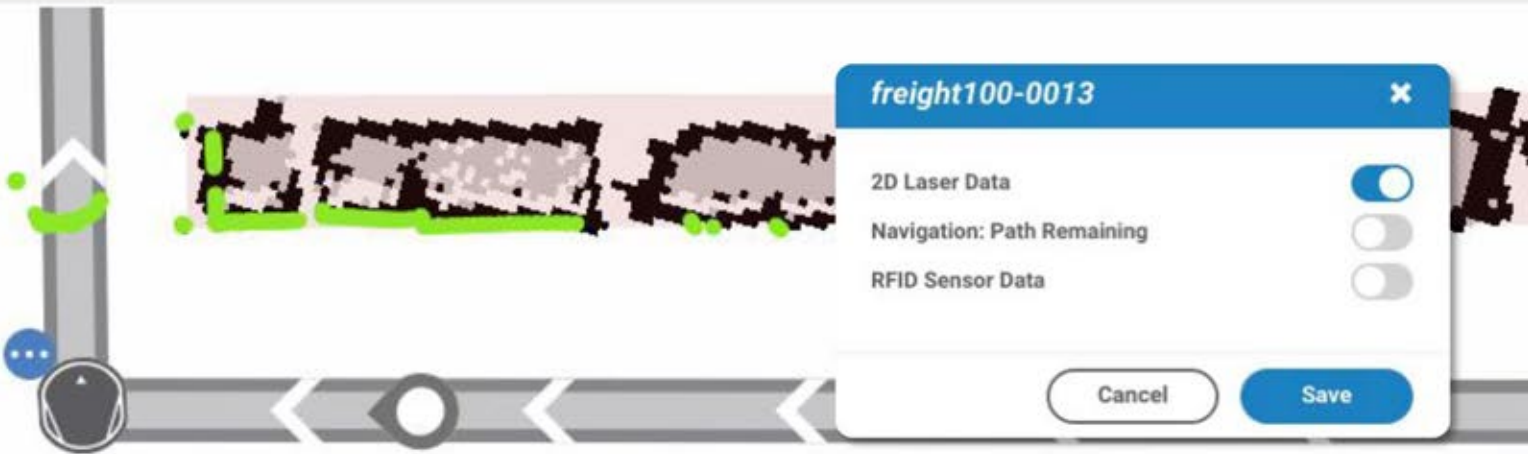 freight100-0013
2D Laser Data
Navigation: Path Remaining
RFID Sensor Data
Cancel
Save